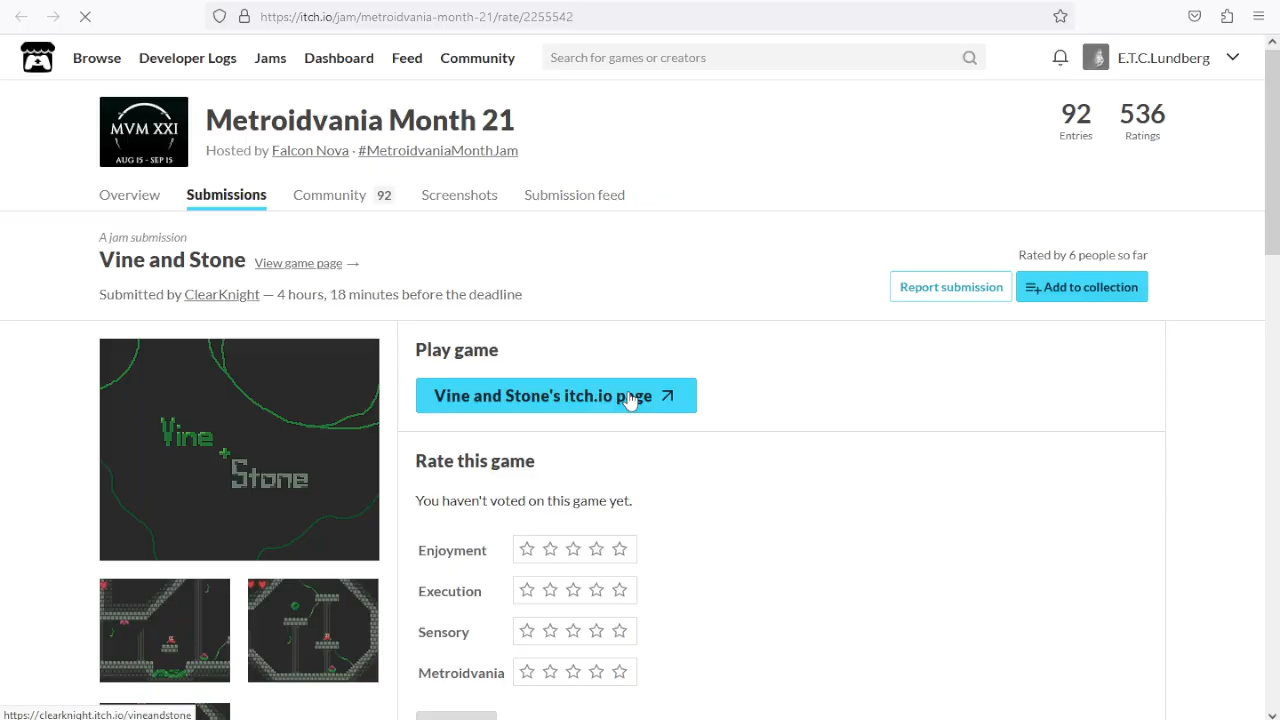 https://itch.io/jam/metroidvania-month-21/rate/2255542
Browse Developer Logs Jams Dashboard Feed Community Search for games or creators E.T.C.Lundberg
MVM XXI
AUG 15 - SEP 15
Metroidvania Month 21
Hosted by Falcon Nova · #MetroidvaniaMonthJam
92 536
Entries Ratings
Overview Submissions Community 92 Screenshots Submission feed
A jam submission
Vine and Stone View game page →
Submitted by ClearKnight — 4 hours, 18 minutes before the deadline
Rated by 6 people so far
Report submission Add to collection
Vine
+
Stone
Play game
Vine and Stone's itch.io page
Rate this game
You haven't voted on this game yet.
Enjoyment
Execution
Sensory
Metroidvania
https://clearknight.itch.io/vineandstone